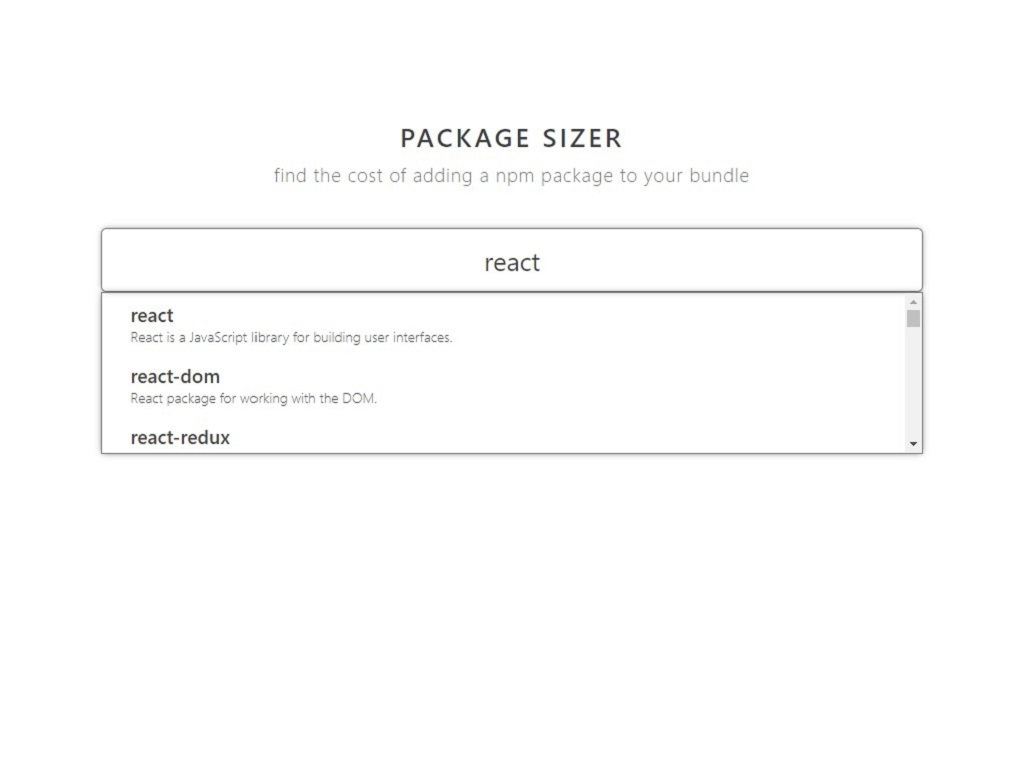 PACKAGE SIZER
find the cost of adding a npm package to your bundle
react
react
React is a JavaScript library for building user interfaces.
react-dom
React package for working with the DOM.
react-redux